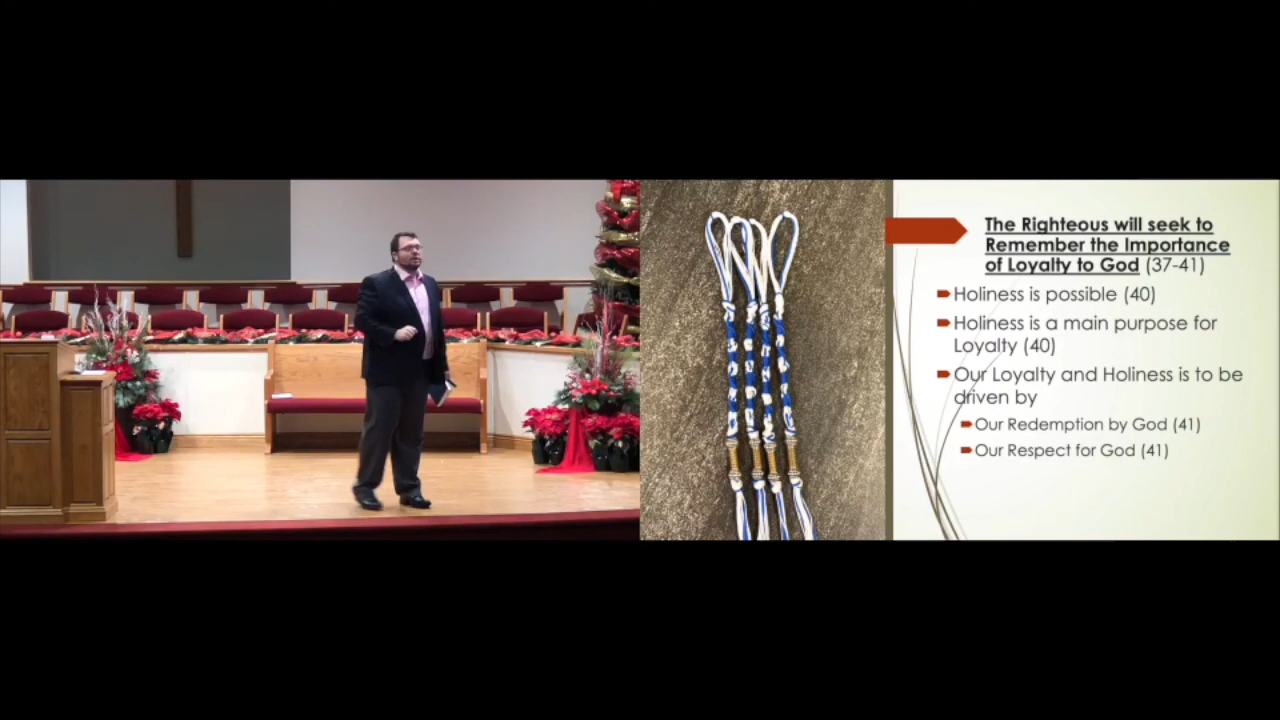 The Righteous will seek to
Remember the Importance
of Loyalty to God (37-41)
Holiness is possible (40)
Holiness is a main purpose for
Loyalty (40)
Our Loyalty and Holiness is to be
driven by
Our Redemption by God (41)
Our Respect for God (41)